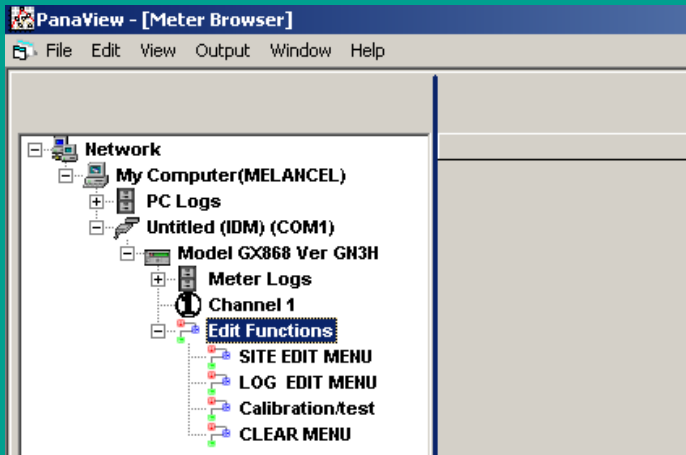 PanaView - [Meter Browser]
File Edit View Output Window Help
Network
My Computer(MELANCEL)
PC Logs
Untitled (IDM) (COM1)
Model GX868 Ver GN3H
Meter Logs
1 Channel 1
Edit Functions
SITE EDIT MENU
LOG EDIT MENU
Calibration/test
CLEAR MENU